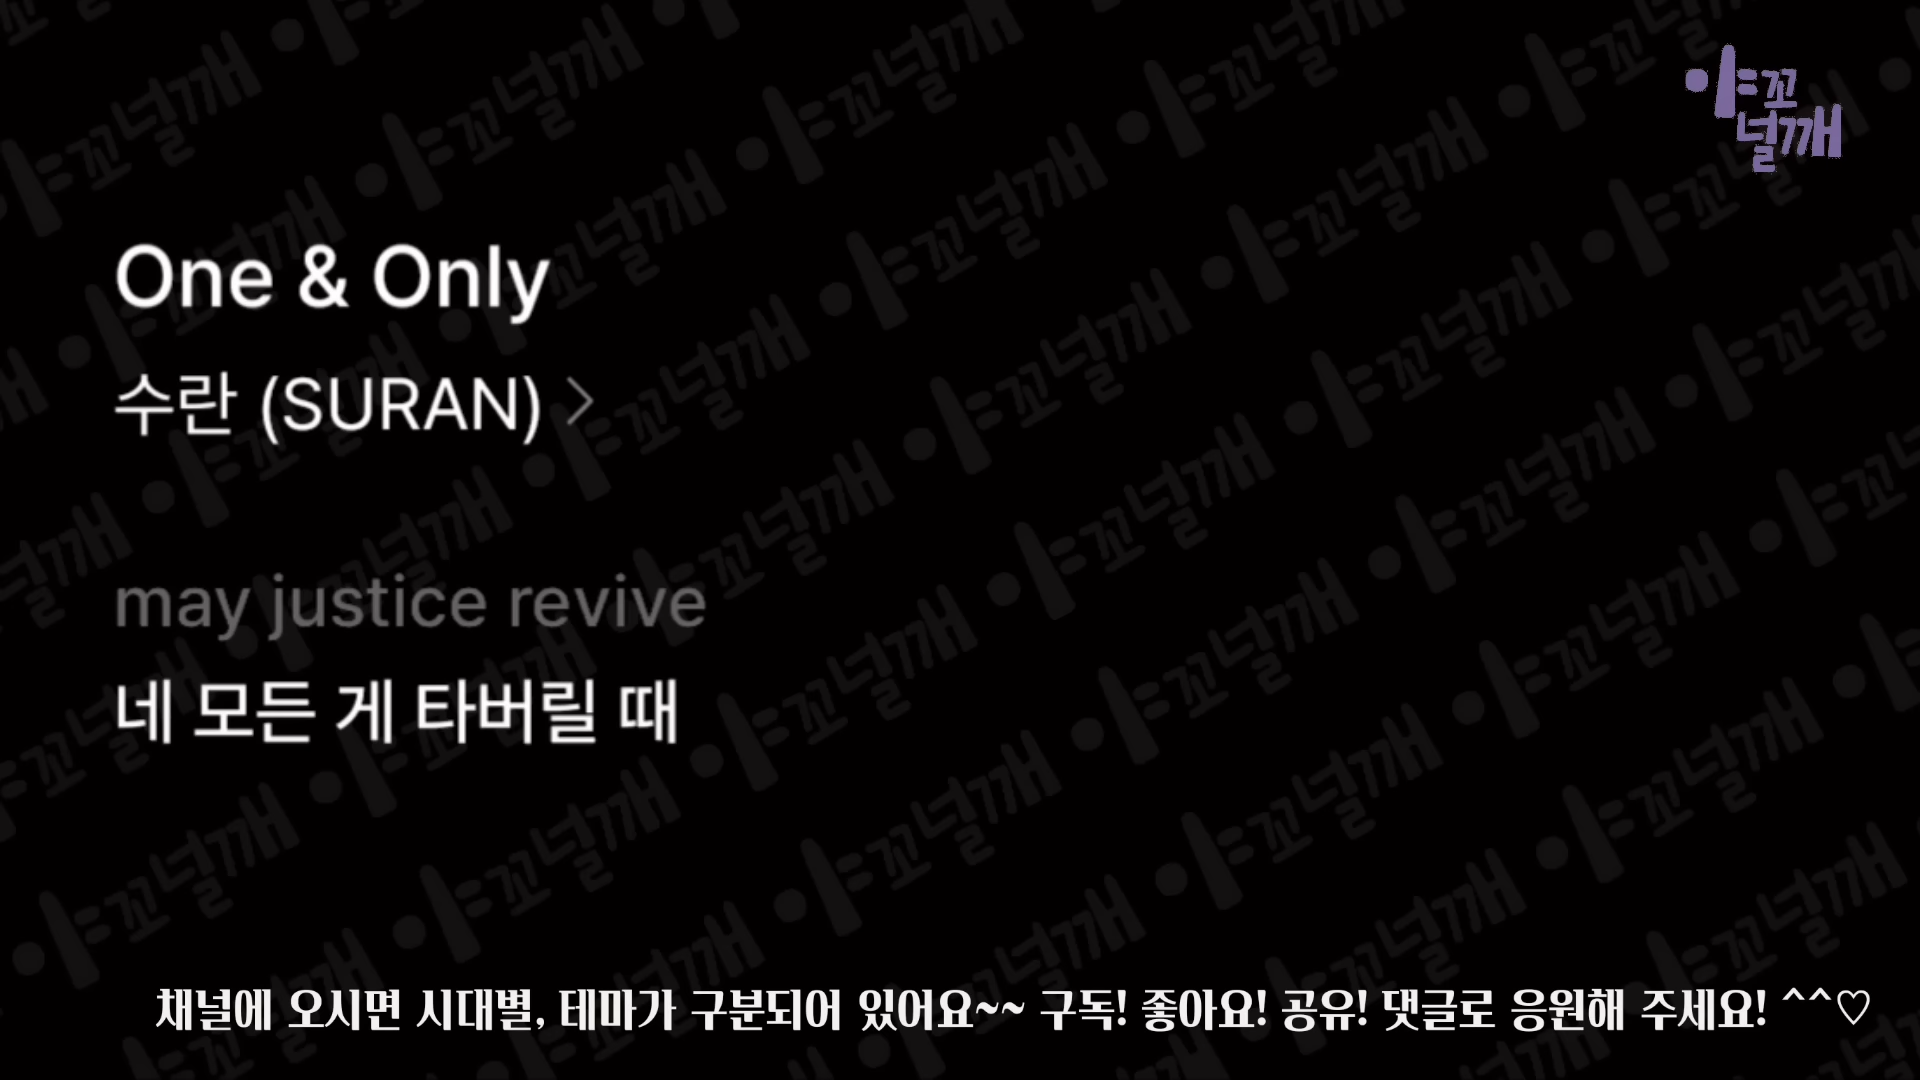 야꼬
널깨
One & Only
수란 (SURAN) >
may justice revive
네 모든 게 타버릴 때
채널에 오시면 시대별, 테마가 구분되어 있어요~~ 구독! 좋아요! 공유! 댓글로 응원해 주세요! ^^♡